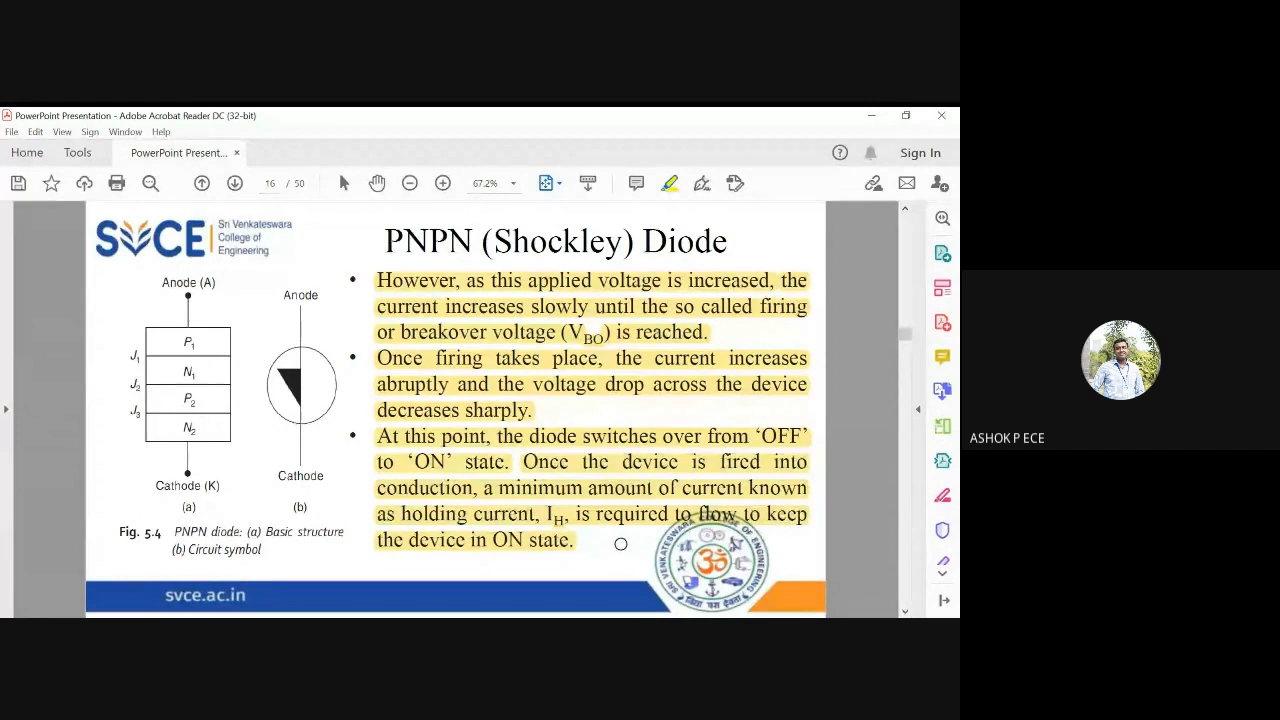 PowerPoint Presentation - Adobe Acrobat Reader DC (32-bit)
File Edit View Sign Window Help
Home Tools PowerPoint Present... × Sign In
16 / 50 67.2%
SVCE Sri Venkateswara
College of
Engineering
PNPN (Shockley) Diode
Anode (A)
P1
J1
N1
J2
P2
J3
N2
Cathode (K)
(a)
Anode
Cathode
(b)
Fig. 5.4 PNPN diode: (a) Basic structure
(b) Circuit symbol
• However, as this applied voltage is increased, the
current increases slowly until the so called firing
or breakover voltage (VBO) is reached.
• Once firing takes place, the current increases
abruptly and the voltage drop across the device
decreases sharply.
• At this point, the diode switches over from ‘OFF’
to ‘ON’ state. Once the device is fired into
conduction, a minimum amount of current known
as holding current, IH, is required to flow to keep
the device in ON state.
SRI VENKATESWARA COLLEGE OF ENGINEERING
svce.ac.in
ASHOK P ECE